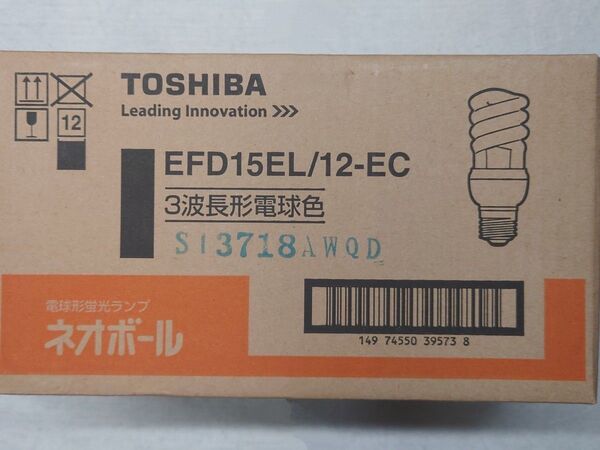 TOSHIBA
Leading Innovation >>>
12
EFD15EL/12-EC
3波長形電球色
S13718AWQD
電球形蛍光ランプ
ネオボール
149 74550 39573 8